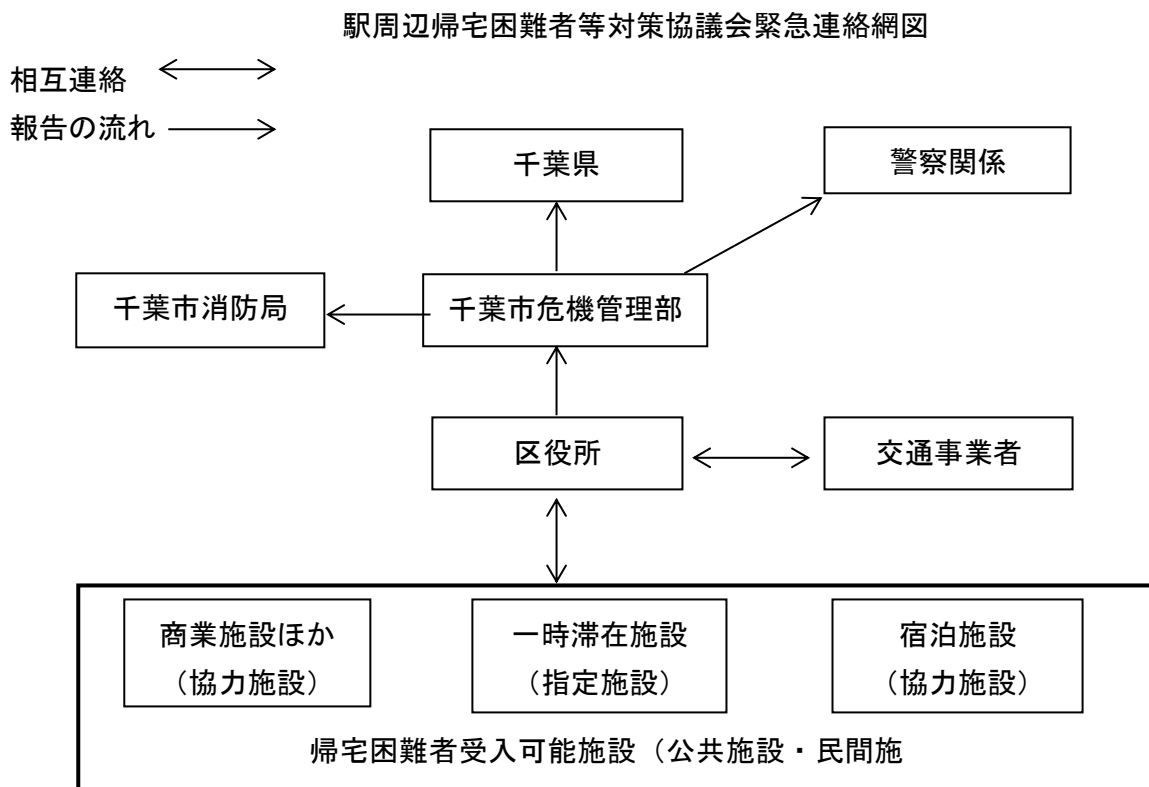 駅周辺帰宅困難者等対策協議会緊急連絡網図
相互連絡
報告の流れ
千葉県
警察関係
千葉市消防局
千葉市危機管理部
区役所
交通事業者
商業施設ほか
（協力施設）
一時滞在施設
（指定施設）
宿泊施設
（協力施設）
帰宅困難者受入可能施設（公共施設・民間施